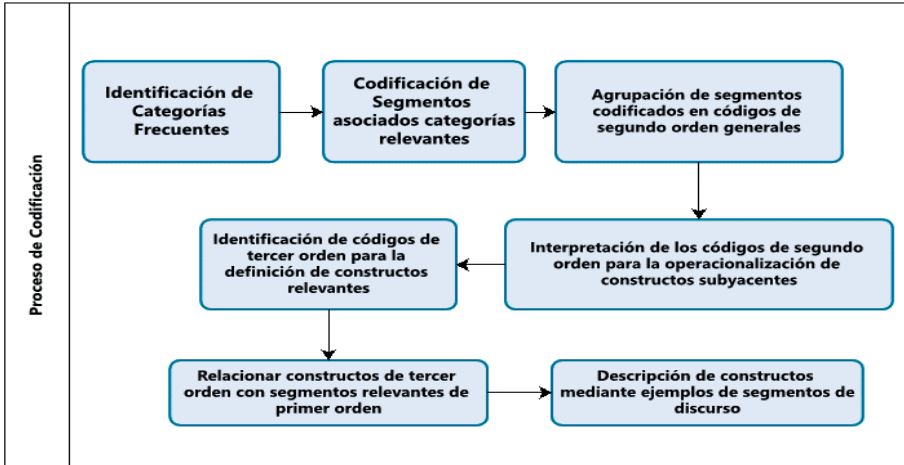 Proceso de Codificación
Identificación de
Categorías
Frecuentes
Codificación de
Segmentos
asociados categorías
relevantes
Agrupación de segmentos
codificados en códigos de
segundo orden generales
Interpretación de los códigos de segundo
orden para la operacionalización de
constructos subyacentes
Identificación de códigos de
tercer orden para la
definición de constructos
relevantes
Relacionar constructos de tercer
orden con segmentos relevantes de
primer orden
Descripción de constructos
mediante ejemplos de segmentos de
discurso